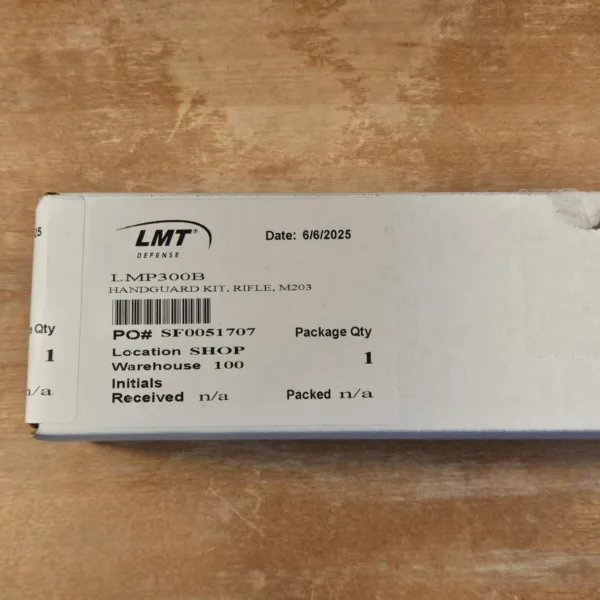 LMT®
DEFENSE
Date: 6/6/2025
LMP300B
HANDGUARD KIT, RIFLE, M203
PO# SF0051707
Package Qty
Location SHOP
1
Warehouse 100
Initials
Received n/a
Packed n/a
25
e Qty
1
n/a